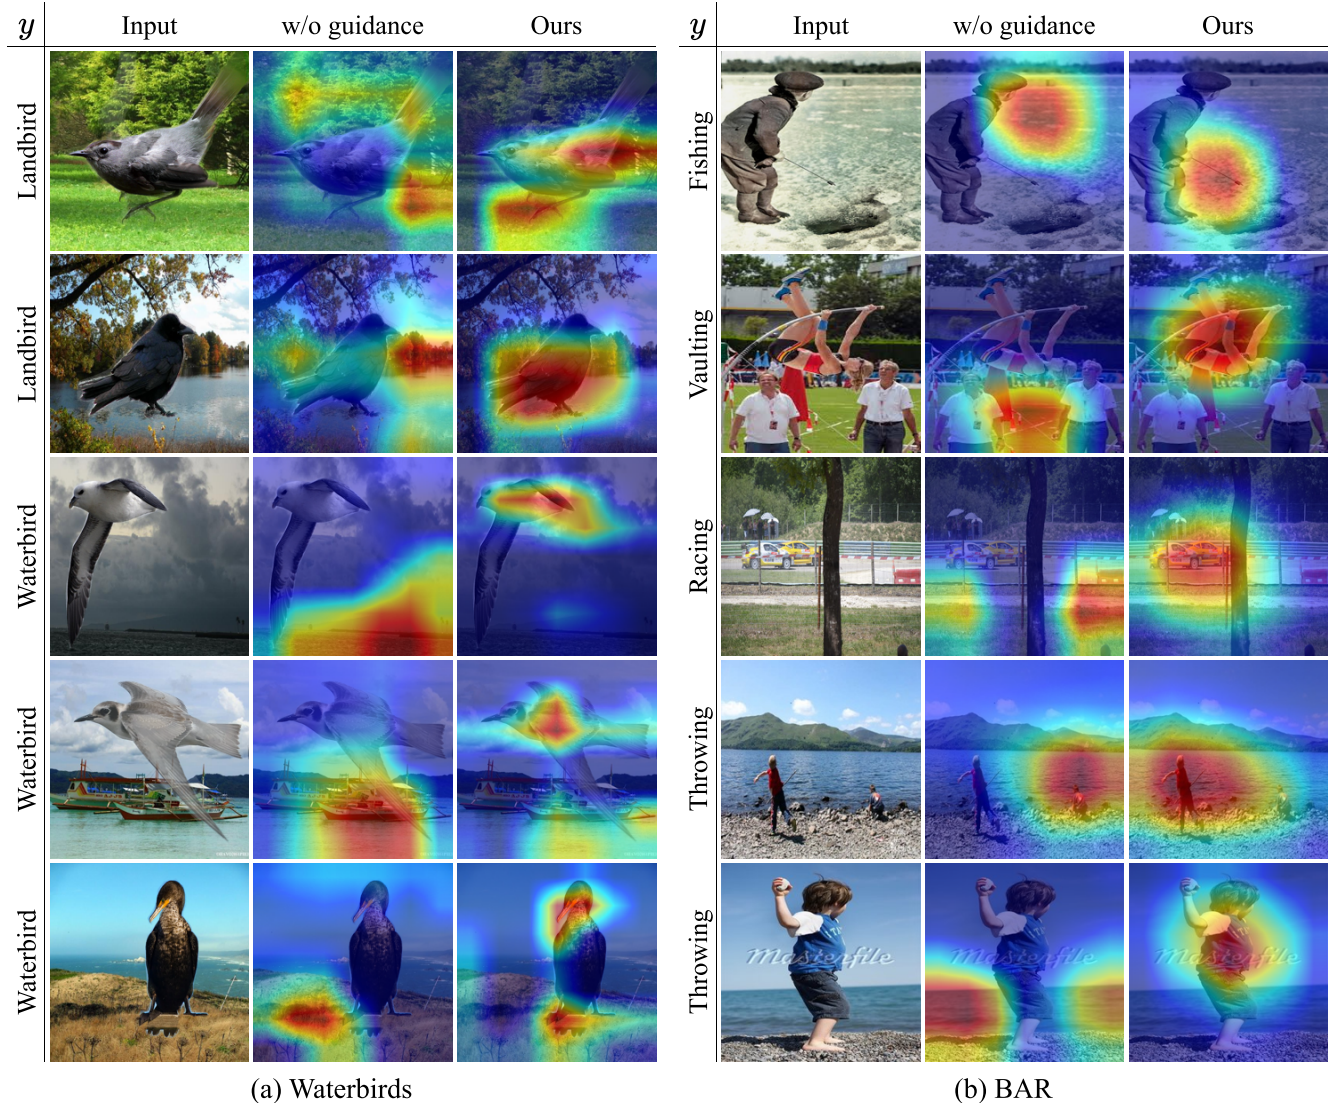 y Input w/o guidance Ours
Landbird
Landbird
Waterbird
Waterbird
Waterbird
(a) Waterbirds
y Input w/o guidance Ours
Fishing
Vaulting
Racing
Throwing
Throwing
Masterfile
Masterfile
Masterfile
(b) BAR